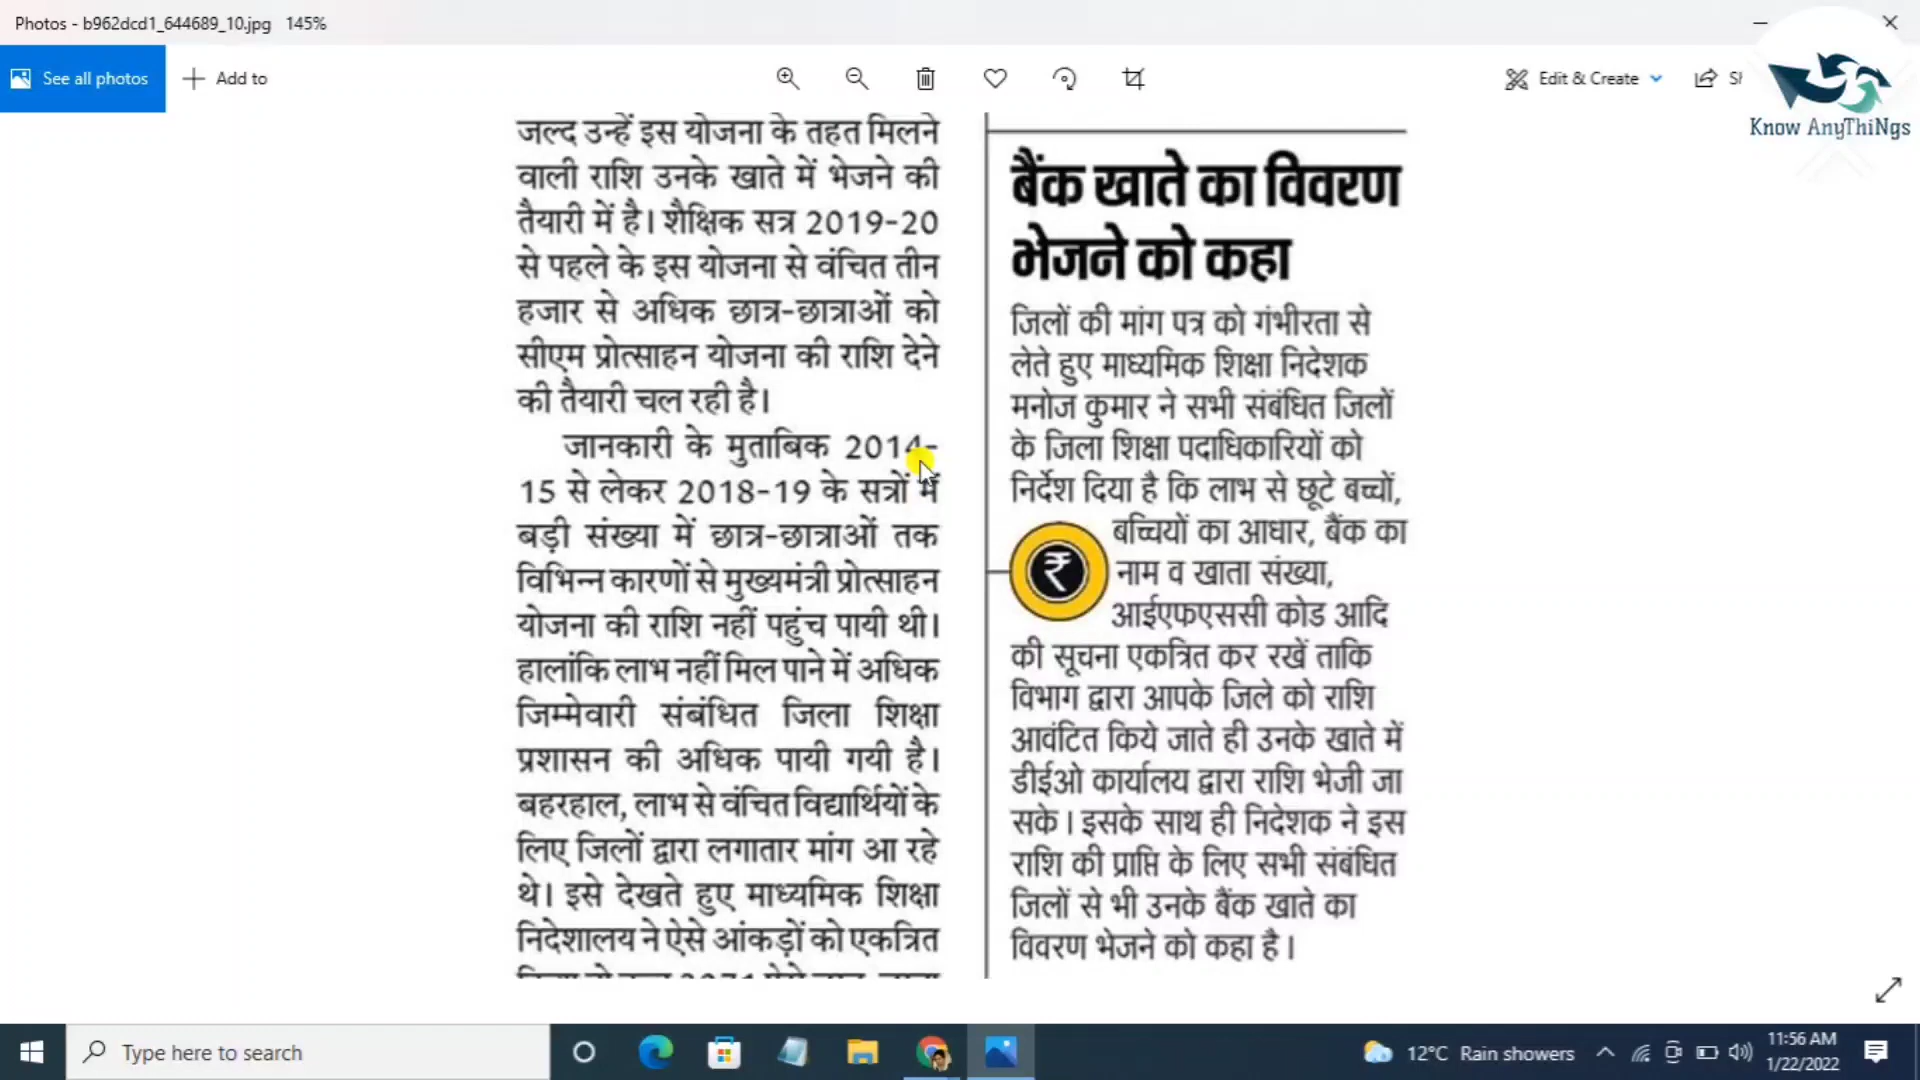 Photos - b962dcd1_644689_10.jpg 145%
See all photos
Add to
Edit & Create
Know AnyThiNgs
जल्द उन्हें इस योजना के तहत मिलने
वाली राशि उनके खाते में भेजने की
तैयारी में है। शैक्षिक सत्र 2019-20
से पहले के इस योजना से वंचित तीन
हजार से अधिक छात्र-छात्राओं को
सीएम प्रोत्साहन योजना की राशि देने
की तैयारी चल रही है।
जानकारी के मुताबिक 2014-
15 से लेकर 2018-19 के सत्रों में
बड़ी संख्या में छात्र-छात्राओं तक
विभिन्न कारणों से मुख्यमंत्री प्रोत्साहन
योजना की राशि नहीं पहुंच पायी थी।
हालांकि लाभ नहीं मिल पाने में अधिक
जिम्मेवारी संबंधित जिला शिक्षा
प्रशासन की अधिक पायी गयी है।
बहरहाल, लाभ से वंचित विद्यार्थियों के
लिए जिलों द्वारा लगातार मांग आ रहे
थे। इसे देखते हुए माध्यमिक शिक्षा
निदेशालय ने ऐसे आंकड़ों को एकत्रित
बैंक खाते का विवरण
भेजने को कहा
जिलों की मांग पत्र को गंभीरता से
लेते हुए माध्यमिक शिक्षा निदेशक
मनोज कुमार ने सभी संबंधित जिलों
के जिला शिक्षा पदाधिकारियों को
निर्देश दिया है कि लाभ से छूटे बच्चों,
बच्चियों का आधार, बैंक का
नाम व खाता संख्या,
आईएफएससी कोड आदि
की सूचना एकत्रित कर रखें ताकि
विभाग द्वारा आपके जिले को राशि
आवंटित किये जाते ही उनके खाते में
डीईओ कार्यालय द्वारा राशि भेजी जा
सके। इसके साथ ही निदेशक ने इस
राशि की प्राप्ति के लिए सभी संबंधित
जिलों से भी उनके बैंक खाते का
विवरण भेजने को कहा है।
₹
Type here to search
12°C Rain showers
11:56 AM
1/22/2022